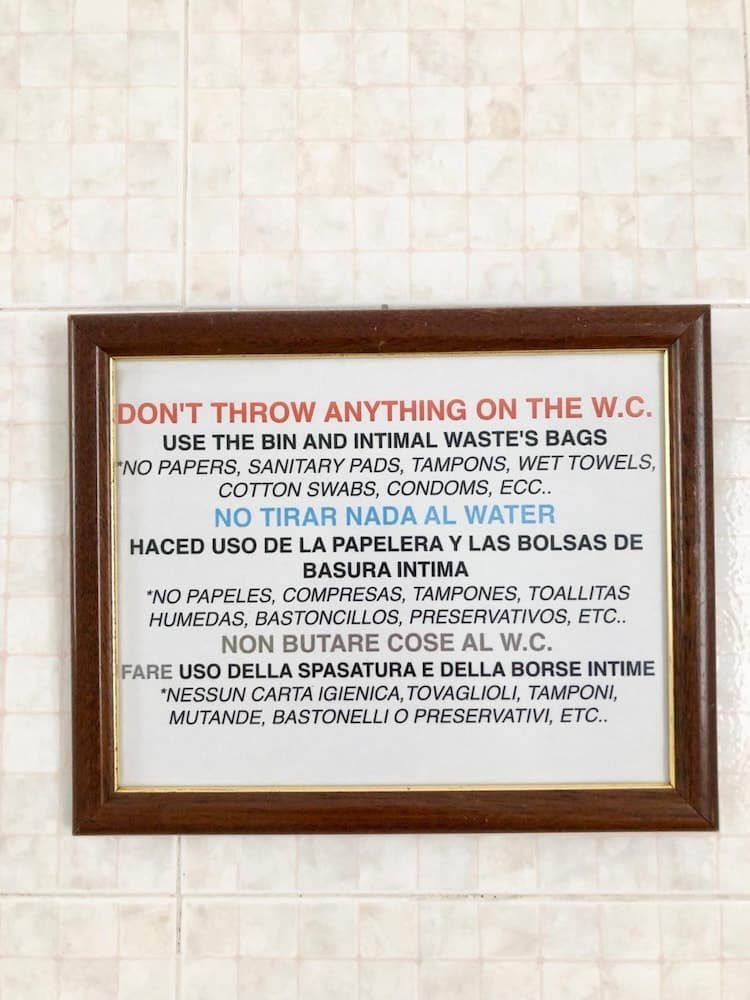 DON'T THROW ANYTHING ON THE W.C.
USE THE BIN AND INTIMAL WASTE'S BAGS
*NO PAPERS, SANITARY PADS, TAMPONS, WET TOWELS,
COTTON SWABS, CONDOMS, ECC..
NO TIRAR NADA AL WATER
HACED USO DE LA PAPELERA Y LAS BOLSAS DE
BASURA INTIMA
*NO PAPELES, COMPRESAS, TAMPONES, TOALLITAS
HUMEDAS, BASTONCILLOS, PRESERVATIVOS, ETC..
NON BUTARE COSE AL W.C.
FARE USO DELLA SPASATURA E DELLA BORSE INTIME
*NESSUN CARTA IGIENICA,TOVAGLIOLI, TAMPONI,
MUTANDE, BASTONELLI O PRESERVATIVI, ETC..